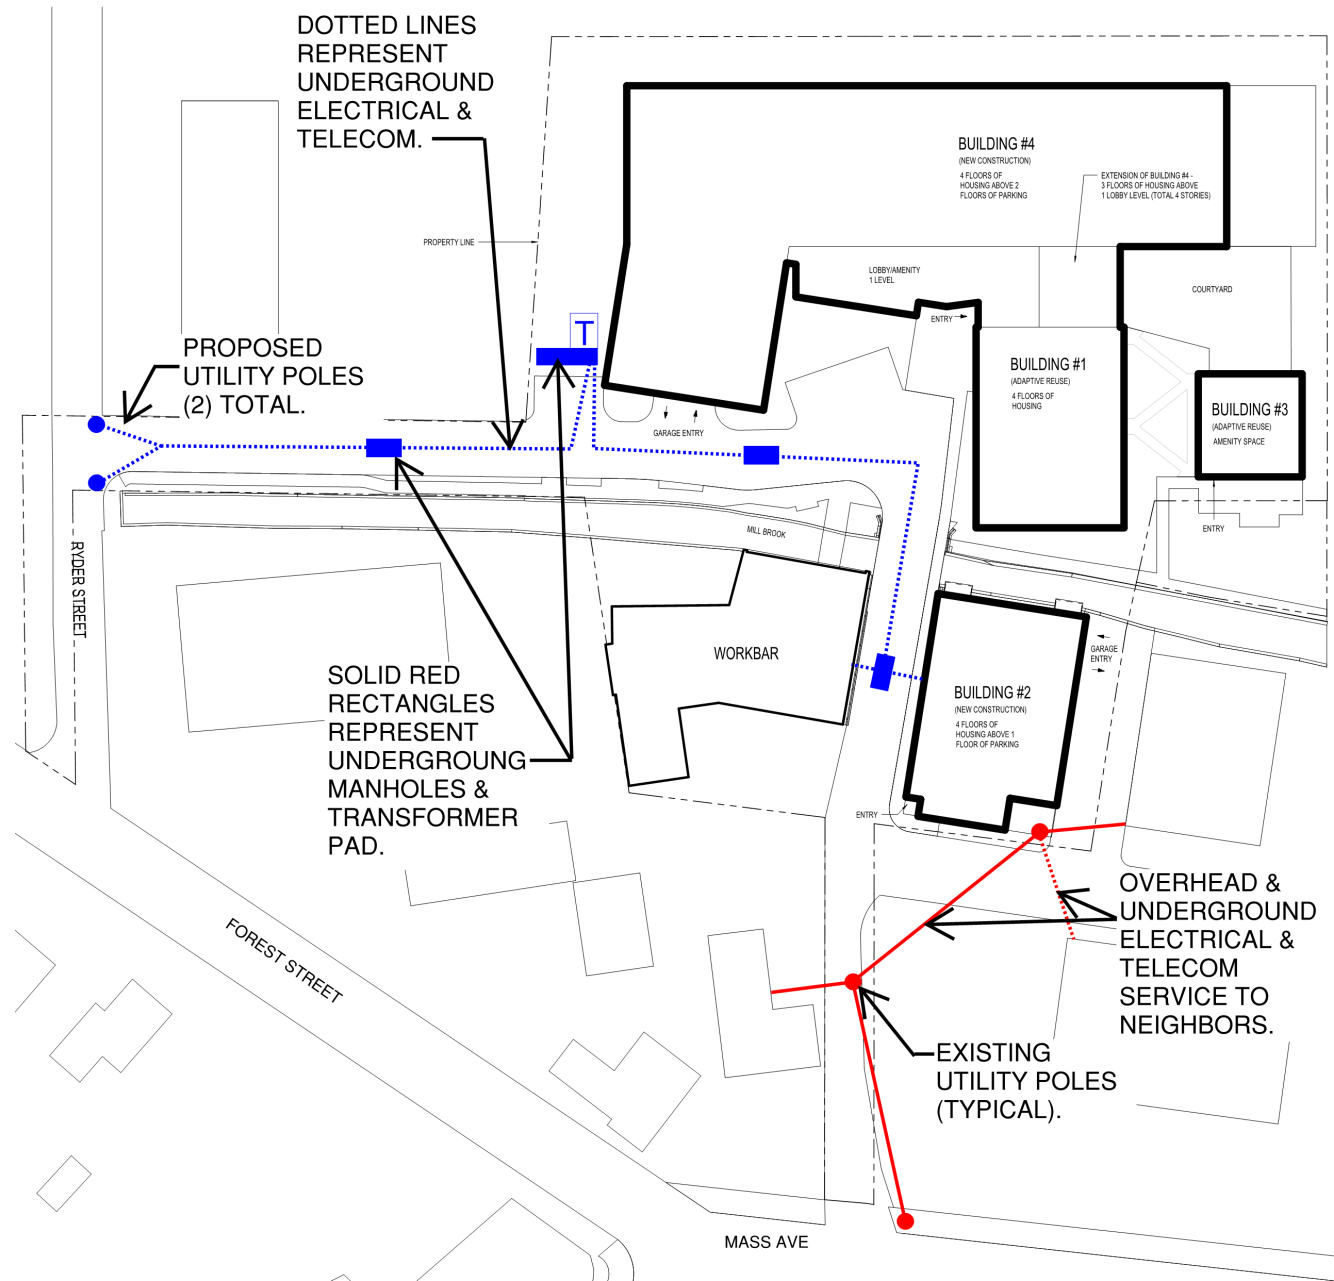 DOTTED LINES
REPRESENT
UNDERGROUND
ELECTRICAL &
TELECOM.
BUILDING #4
(NEW CONSTRUCTION)
4 FLOORS OF
HOUSING ABOVE 2
FLOORS OF PARKING
EXTENSION OF BUILDING #4 -
3 FLOORS OF HOUSING ABOVE
1 LOBBY LEVEL (TOTAL 4 STORIES)
PROPERTY LINE
LOBBY/AMENITY
1 LEVEL
COURTYARD
ENTRY
T
PROPOSED
UTILITY POLES
(2) TOTAL.
BUILDING #1
(ADAPTIVE REUSE)
4 FLOORS OF
HOUSING
BUILDING #3
(ADAPTIVE REUSE)
AMENITY SPACE
GARAGE ENTRY
MILL BROOK
ENTRY
RYDER STREET
WORKBAR
GARAGE
ENTRY
SOLID RED
RECTANGLES
REPRESENT
UNDERGROUNG
MANHOLES &
TRANSFORMER
PAD.
BUILDING #2
(NEW CONSTRUCTION)
4 FLOORS OF
HOUSING ABOVE 1
FLOOR OF PARKING
ENTRY
OVERHEAD &
UNDERGROUND
ELECTRICAL &
TELECOM
SERVICE TO
NEIGHBORS.
FOREST STREET
EXISTING
UTILITY POLES
(TYPICAL).
MASS AVE